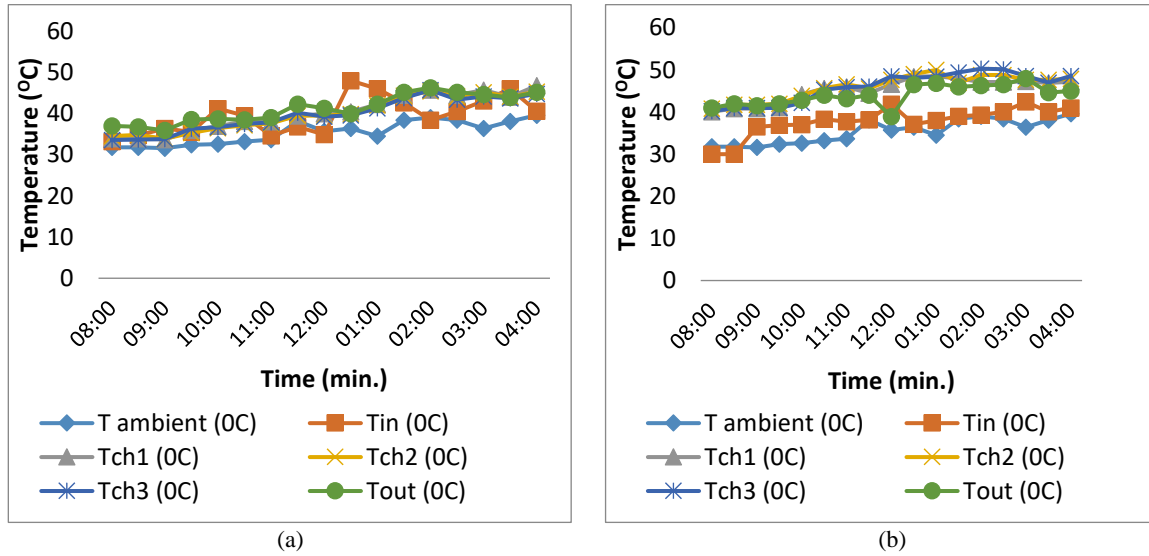 60
50
40
30
20
10
0
Temperature (⁰C)
08:00
09:00
10:00
11:00
12:00
01:00
02:00
03:00
04:00
Time (min.)
T ambient (0C)
Tin (0C)
Tch1 (0C)
Tch2 (0C)
Tch3 (0C)
Tout (0C)
(a)
60
50
40
30
20
10
0
Temperature (⁰C)
08:00
09:00
10:00
11:00
12:00
01:00
02:00
03:00
04:00
Time (min.)
T ambient (0C)
Tin (0C)
Tch1 (0C)
Tch2 (0C)
Tch3 (0C)
Tout (0C)
(b)